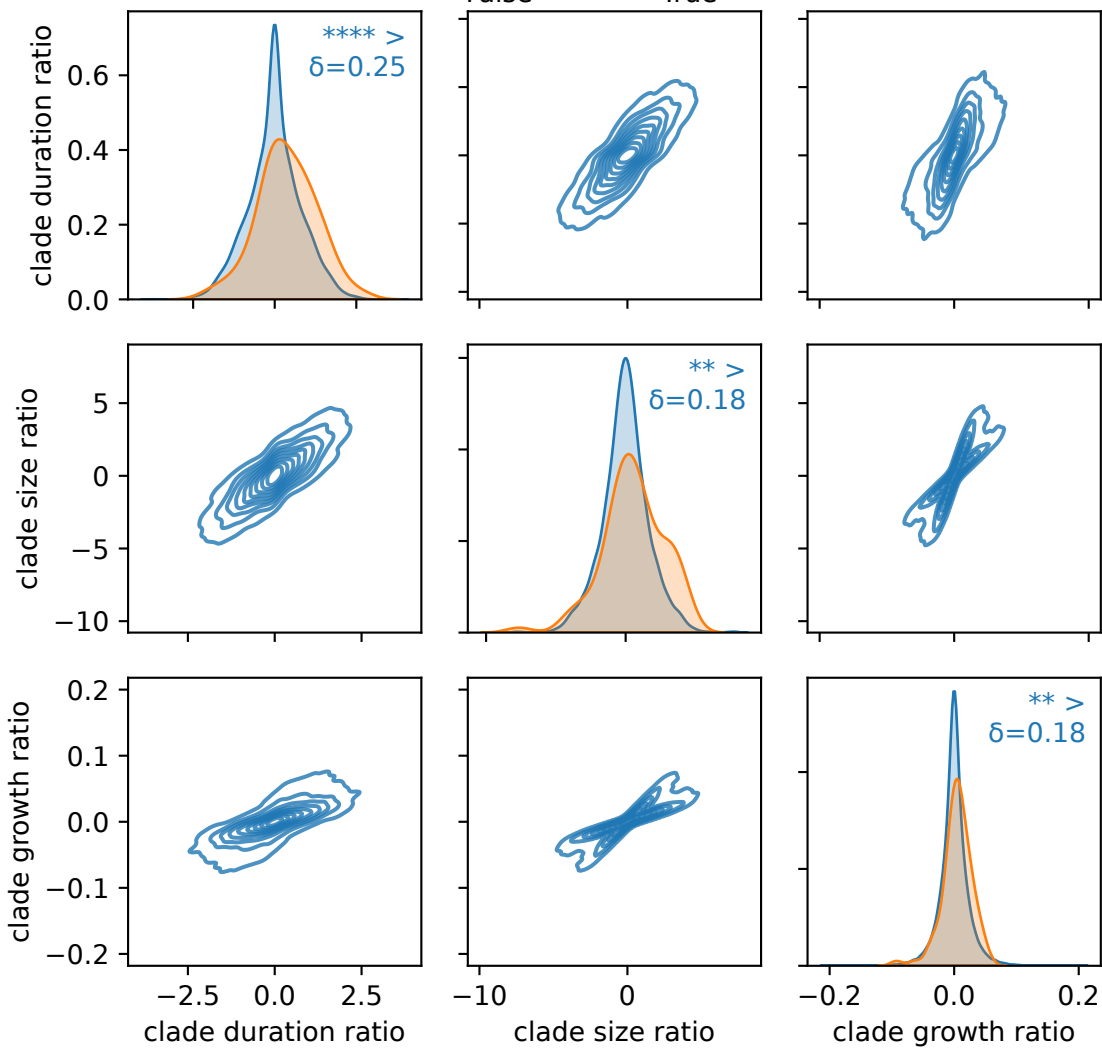 clade duration ratio
0.6
0.4
0.2
0.0
**** >
δ=0.25
clade size ratio
5
0
−5
−10
** >
δ=0.18
clade growth ratio
0.2
0.1
0.0
−0.1
−0.2
** >
δ=0.18
−2.5 0.0 2.5
−10 0
−0.2 0.0 0.2
clade duration ratio
clade size ratio
clade growth ratio